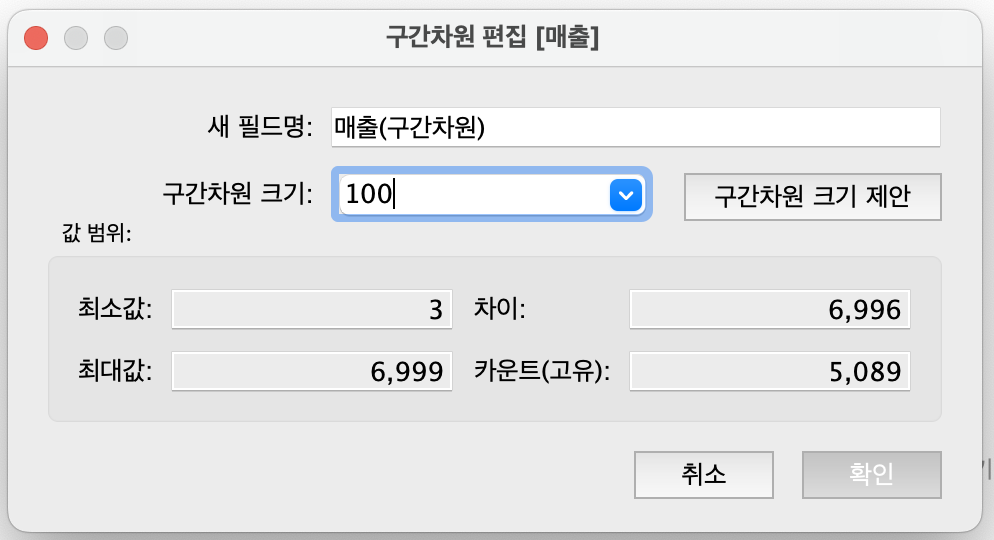 구간차원 편집 [매출]
새 필드명: 매출(구간차원)
구간차원 크기: 100 구간차원 크기 제안
값 범위:
최소값: 3 차이: 6,996
최대값: 6,999 카운트(고유): 5,089
취소 확인